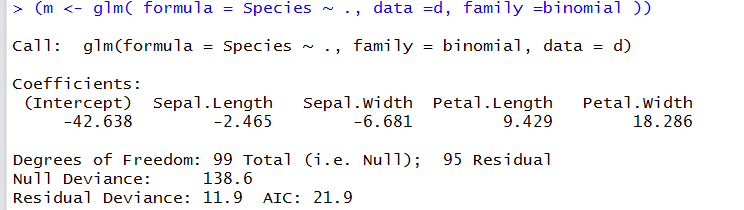 > (m <- glm( formula = Species ~ ., data =d, family =binomial ))
Call:  glm(formula = Species ~ ., family = binomial, data = d)
Coefficients:
(Intercept)  Sepal.Length   Sepal.Width  Petal.Length   Petal.Width
-42.638        -2.465        -6.681         9.429        18.286
Degrees of Freedom: 99 Total (i.e. Null);  95 Residual
Null Deviance:      138.6
Residual Deviance: 11.9  AIC: 21.9